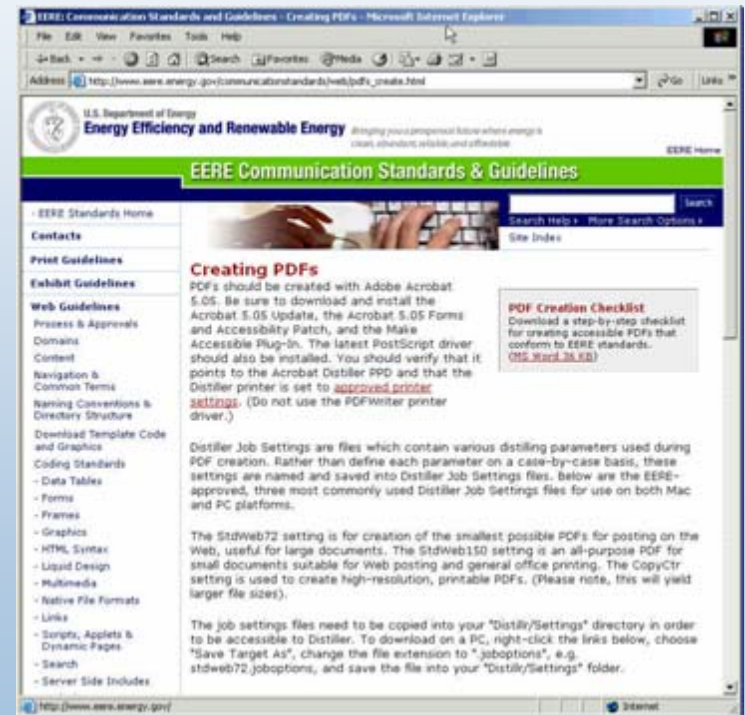 EERE: Communication Standards and Guidelines - Creating PDFs - Microsoft Internet Explorer
File Edit View Favorites Tools Help
Back Search Favorites Media
Address http://www.eere.energy.gov/communicationstandards/web/pdfs_create.html Go Links
U.S. Department of Energy
Energy Efficiency and Renewable Energy
Bringing you a prosperous future where energy is
clean, abundant, reliable, and affordable
EERE Home
EERE Communication Standards & Guidelines
Search
Search Help More Search Options
Site Index
- EERE Standards Home
Contacts
Print Guidelines
Exhibit Guidelines
Web Guidelines
Process & Approvals
Domains
Content
Navigation &
Common Terms
Naming Conventions &
Directory Structure
Download Template Code
and Graphics
Coding Standards
- Data Tables
- Forms
- Frames
- Graphics
- HTML Syntax
- Liquid Design
- Multimedia
- Native File Formats
- Links
- Scripts, Applets &
Dynamic Pages
- Search
- Server Side Includes
Creating PDFs
PDFs should be created with Adobe Acrobat
5.05. Be sure to download and install the
Acrobat 5.05 Update, the Acrobat 5.05 Forms
and Accessibility Patch, and the Make
Accessible Plug-In. The latest PostScript driver
should also be installed. You should verify that it
points to the Acrobat Distiller PPD and that the
Distiller printer is set to approved printer
settings. (Do not use the PDFWriter printer
driver.)
PDF Creation Checklist
Download a step-by-step checklist
for creating accessible PDFs that
conform to EERE standards.
(MS Word 36 KB)
Distiller Job Settings are files which contain various distilling parameters used during
PDF creation. Rather than define each parameter on a case-by-case basis, these
settings are named and saved into Distiller Job Settings files. Below are the EERE-
approved, three most commonly used Distiller Job Settings files for use on both Mac
and PC platforms.
The StdWeb72 setting is for creation of the smallest possible PDFs for posting on the
Web, useful for large documents. The StdWeb150 setting is an all-purpose PDF for
small documents suitable for Web posting and general office printing. The CopyCtr
setting is used to create high-resolution, printable PDFs. (Please note, this will yield
larger file sizes).
The job settings files need to be copied into your "Distillr/Settings" directory in order
to be accessible to Distiller. To download on a PC, right-click the links below, choose
"Save Target As", change the file extension to ".joboptions", e.g.
stdweb72.joboptions, and save the file into your "Distillr/Settings" folder.
http://www.eere.energy.gov/ Internet